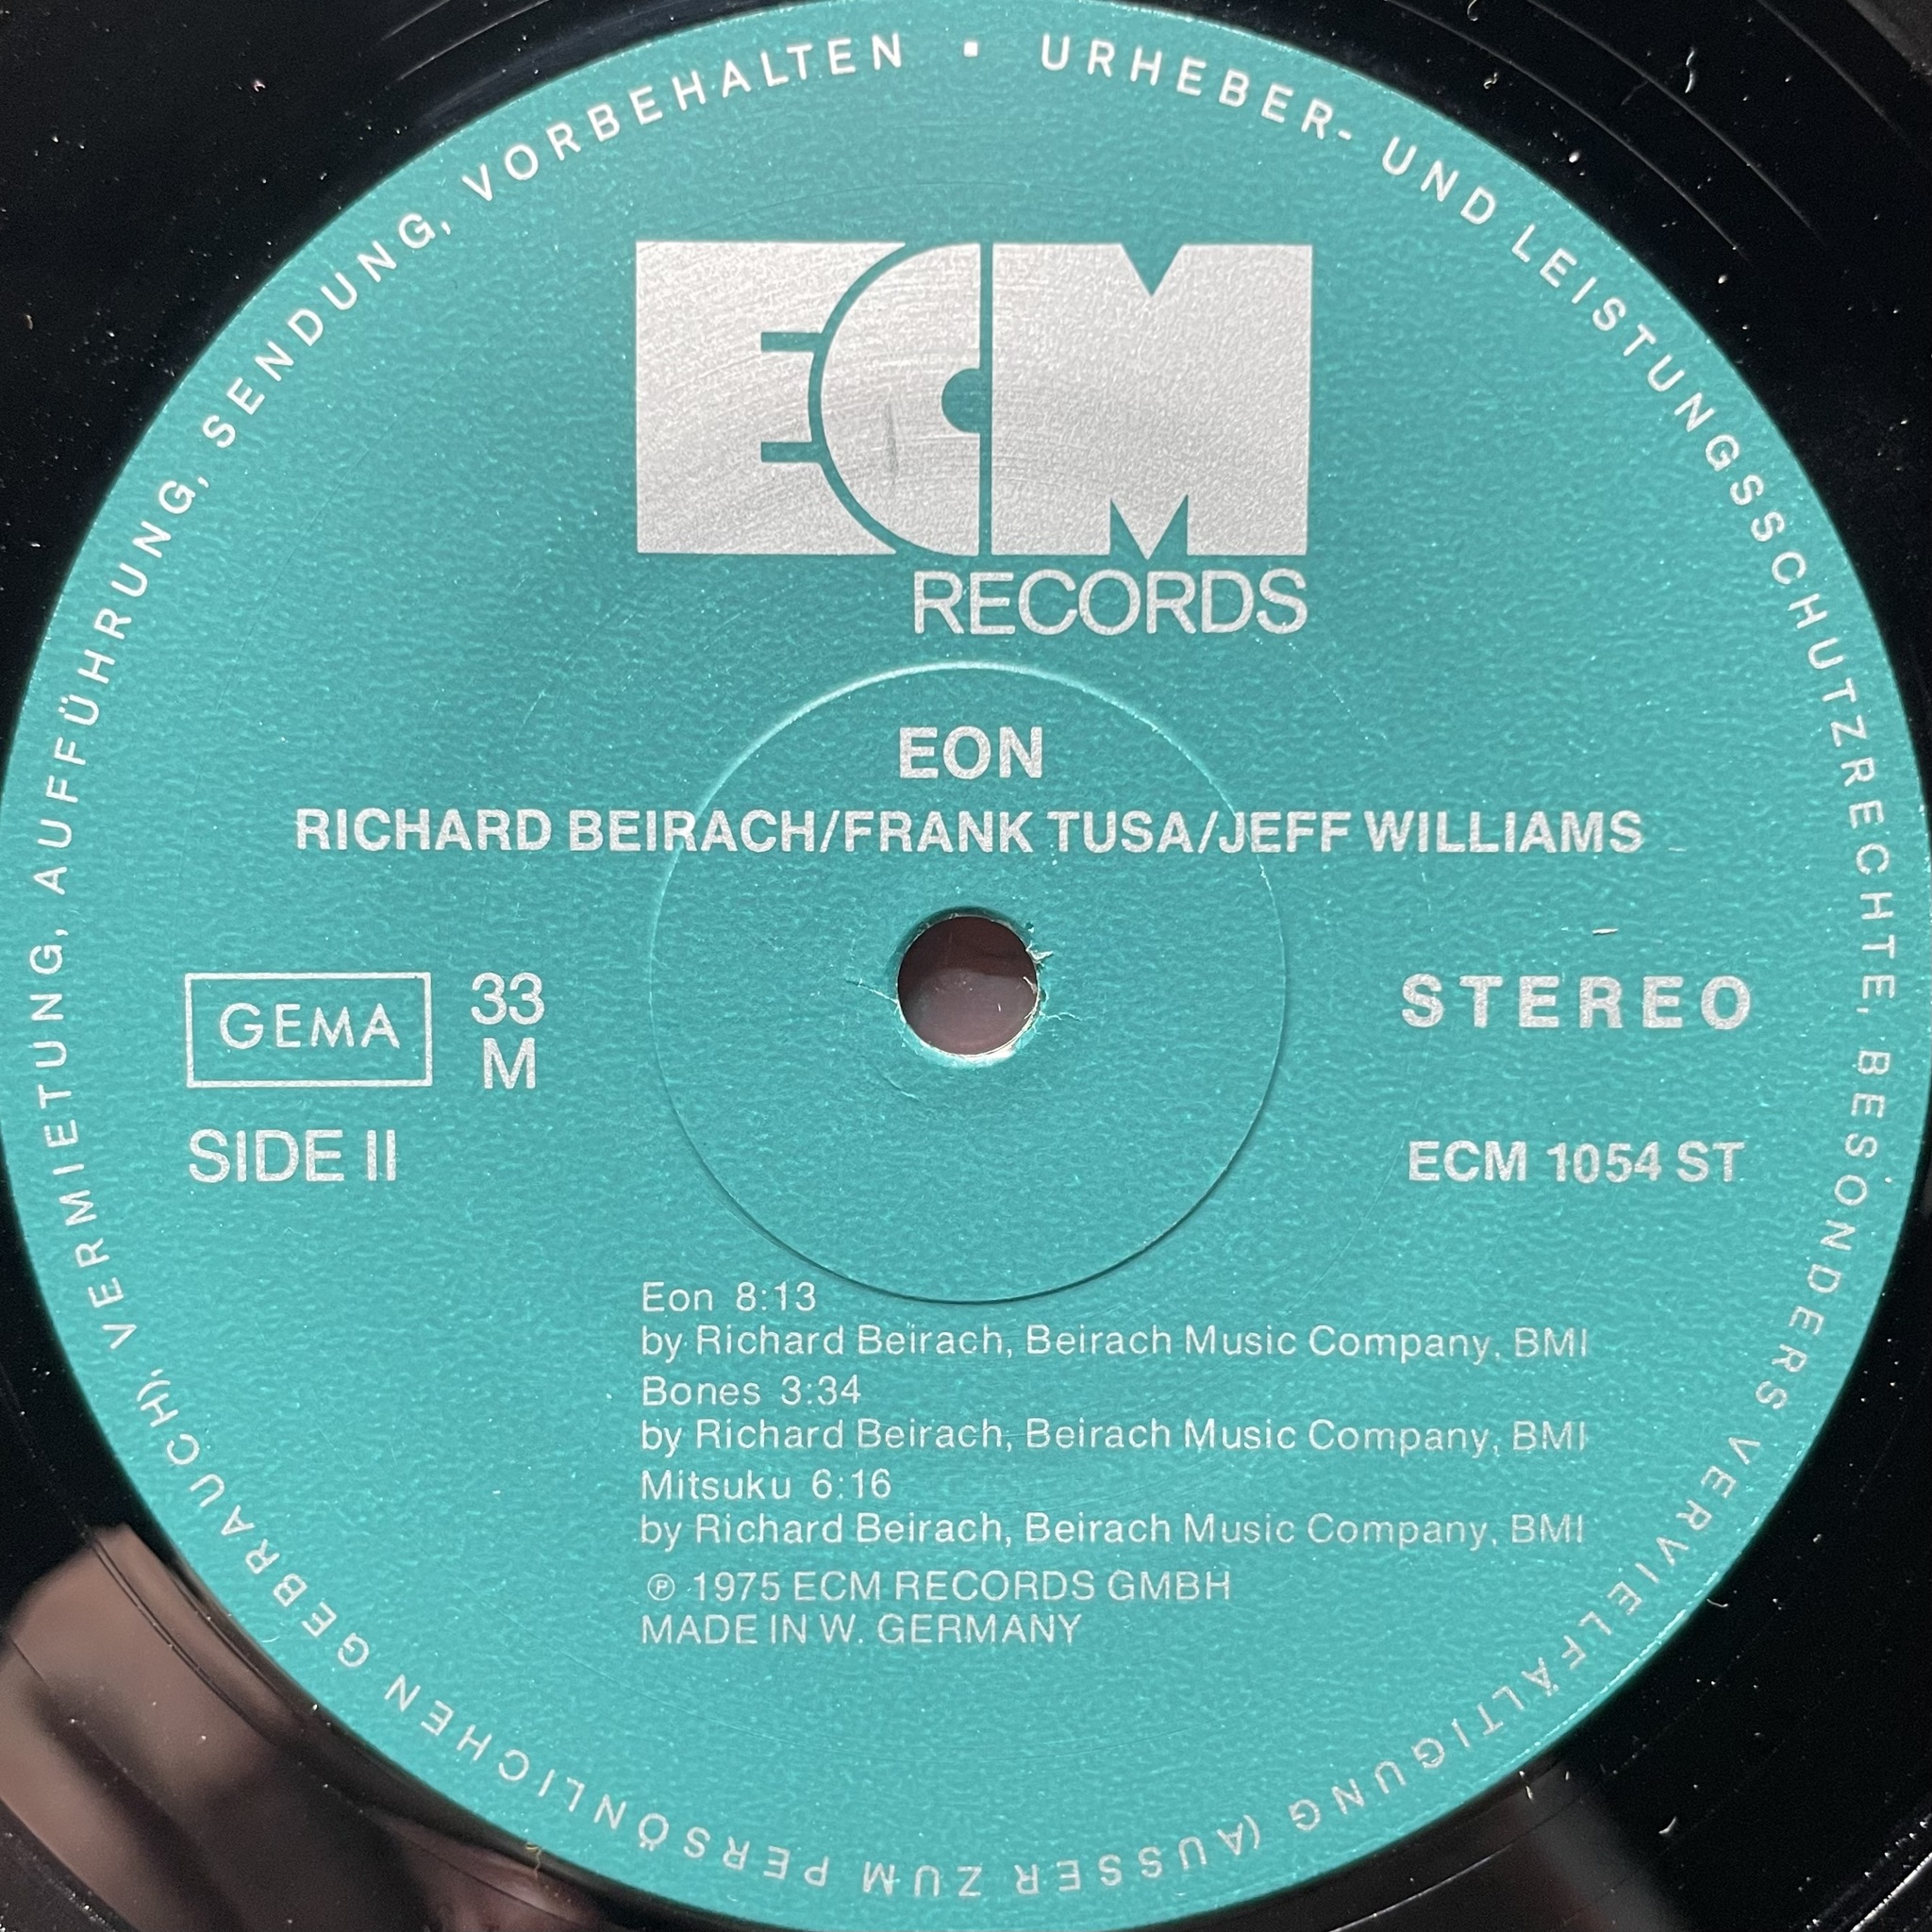 URHEBER- UND LEISTUNGSSCHUTZRECHTE, BESONDERS VERVIELFÄLTIGUNG (AUSSER ZUM PERSÖNLICHEN GEBRAUCH), VERMIETUNG, AUFFÜHRUNG, SENDUNG, VORBEHALTEN •
ECM
RECORDS
EON
RICHARD BEIRACH/FRANK TUSA/JEFF WILLIAMS
GEMA
33
M
STEREO
SIDE II
ECM 1054 ST
Eon 8:13
by Richard Beirach, Beirach Music Company, BMI
Bones 3:34
by Richard Beirach, Beirach Music Company, BMI
Mitsuku 6:16
by Richard Beirach, Beirach Music Company, BMI
℗ 1975 ECM RECORDS GMBH
MADE IN W. GERMANY